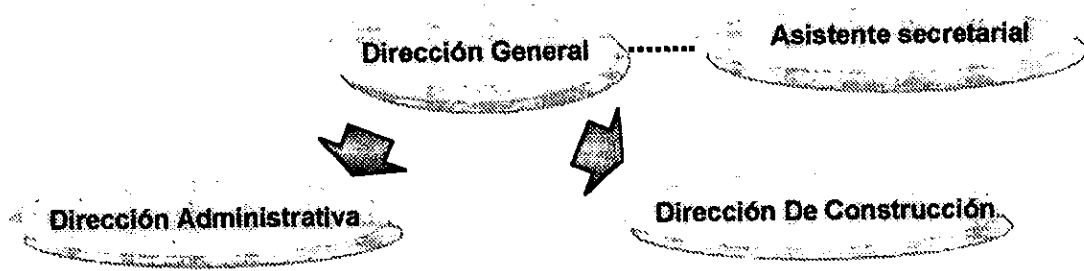 Dirección General
Asistente secretarial
Dirección Administrativa
Dirección De Construcción